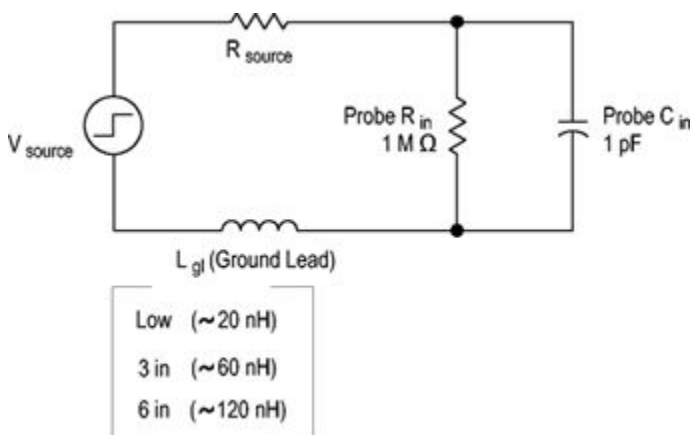 R source
V source
Probe R in
1 M Ω
Probe C in
1 pF
L gl (Ground Lead)
Low (~20 nH)
3 in (~60 nH)
6 in (~120 nH)